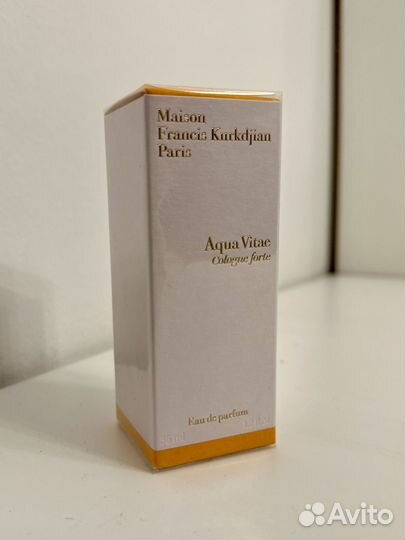 Maison
Francis Kurkdjian
Paris
Aqua Vitae
Cologne forte
Eau de parfum
Avito